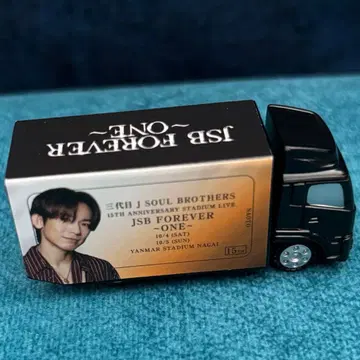 JSB FOREVER
~ONE~
三代目 J SOUL BROTHERS
15TH ANNIVERSARY STADIUM LIVE
JSB FOREVER
~ONE~
10/4 (SAT)
10/5 (SUN)
YANMAR STADIUM NAGAI